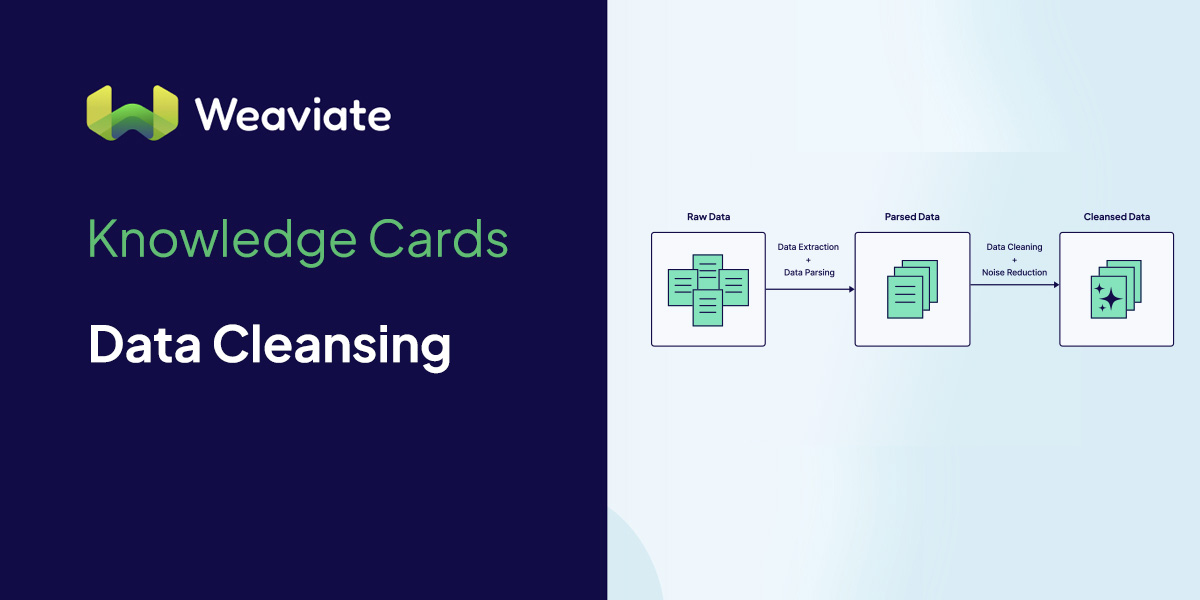 Weaviate
Knowledge Cards
Data Cleansing
Raw Data
Data Extraction
+
Data Parsing
Parsed Data
Data Cleaning
+
Noise Reduction
Cleansed Data